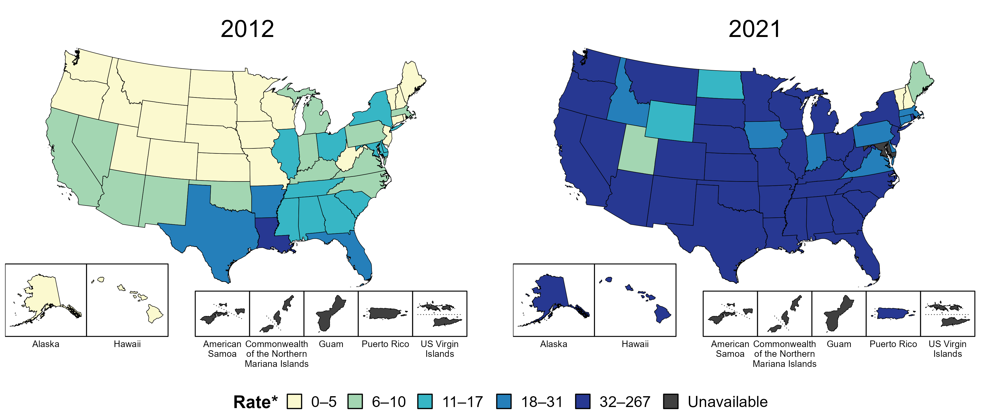 2012
2021
Alaska
Hawaii
American
Samoa
Commonwealth
of the Northern
Mariana Islands
Guam
Puerto Rico
US Virgin
Islands
Alaska
Hawaii
American
Samoa
Commonwealth
of the Northern
Mariana Islands
Guam
Puerto Rico
US Virgin
Islands
Rate* 0–5 6–10 11–17 18–31 32–267 Unavailable